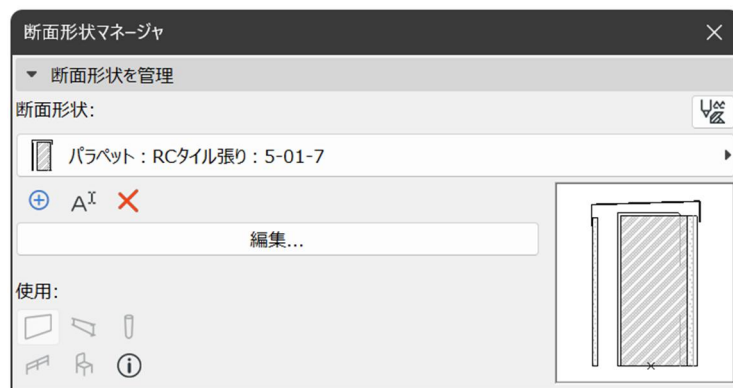 断面形状マネージャ
断面形状を管理
断面形状:
パラペット：RCタイル張り：5-01-7
編集...
使用: